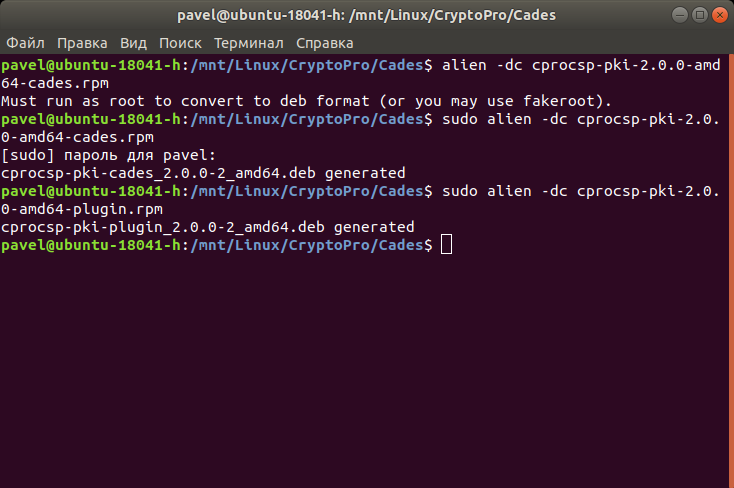 pavel@ubuntu-18041-h: /mnt/Linux/CryptoPro/Cades
Файл Правка Вид Поиск Терминал Справка
pavel@ubuntu-18041-h:/mnt/Linux/CryptoPro/Cades$ alien -dc cprocsp-pki-2.0.0-amd
64-cades.rpm
Must run as root to convert to deb format (or you may use fakeroot).
pavel@ubuntu-18041-h:/mnt/Linux/CryptoPro/Cades$ sudo alien -dc cprocsp-pki-2.0.
0-amd64-cades.rpm
[sudo] пароль для pavel:
cprocsp-pki-cades_2.0.0-2_amd64.deb generated
pavel@ubuntu-18041-h:/mnt/Linux/CryptoPro/Cades$ sudo alien -dc cprocsp-pki-2.0.
0-amd64-plugin.rpm
cprocsp-pki-plugin_2.0.0-2_amd64.deb generated
pavel@ubuntu-18041-h:/mnt/Linux/CryptoPro/Cades$